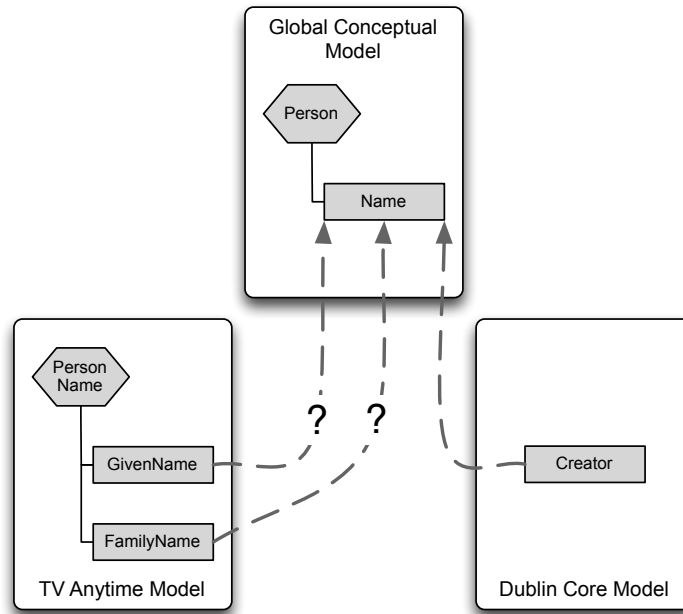 Global Conceptual
Model
Person
Name
Person
Name
?
?
GivenName
Creator
FamilyName
TV Anytime Model
Dublin Core Model